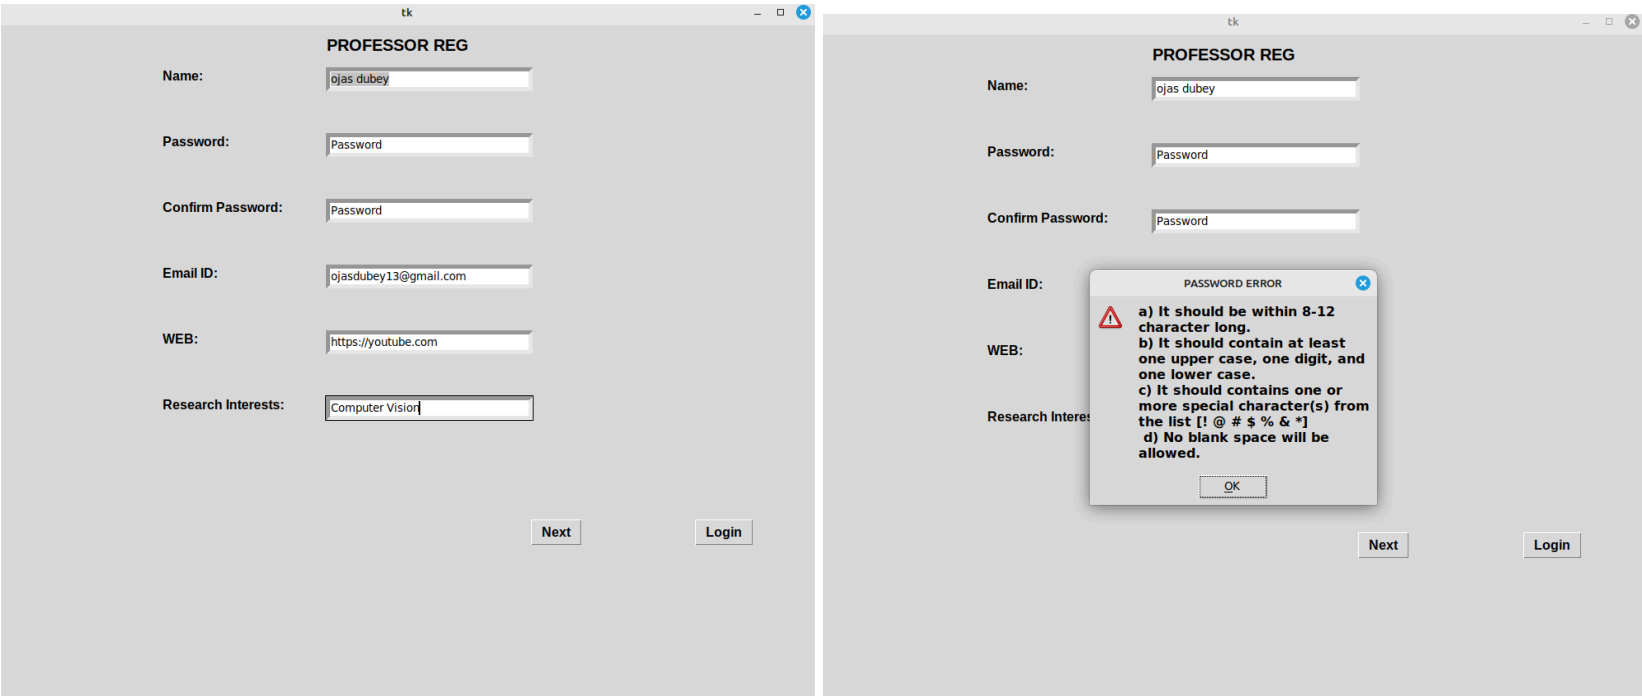 tk
PROFESSOR REG
Name: ojas dubey
Password: Password
Confirm Password: Password
Email ID: ojasdubey13@gmail.com
WEB: https://youtube.com
Research Interests: Computer Vision
Next Login
tk
PROFESSOR REG
Name: ojas dubey
Password: Password
Confirm Password: Password
Email ID:
WEB:
Research Interes
PASSWORD ERROR
a) It should be within 8-12
character long.
b) It should contain at least
one upper case, one digit, and
one lower case.
c) It should contains one or
more special character(s) from
the list [! @ # $ % & *]
d) No blank space will be
allowed.
OK
Next Login